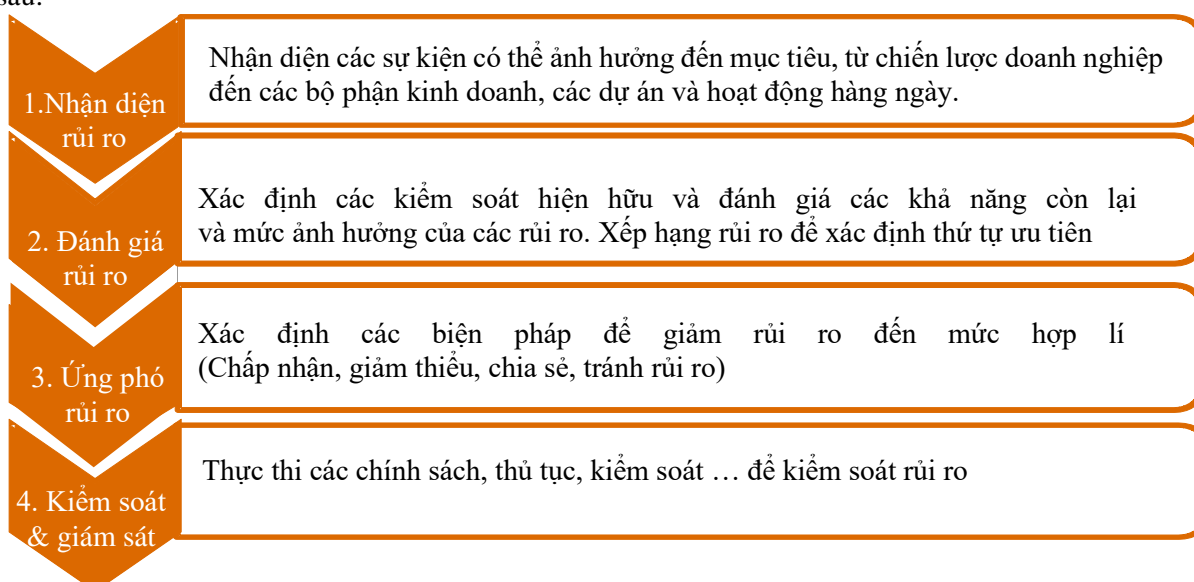 sau:
1.Nhận diện
rủi ro
Nhận diện các sự kiện có thể ảnh hưởng đến mục tiêu, từ chiến lược doanh nghiệp
đến các bộ phận kinh doanh, các dự án và hoạt động hàng ngày.
2. Đánh giá
rủi ro
Xác định các kiểm soát hiện hữu và đánh giá các khả năng còn lại
và mức ảnh hưởng của các rủi ro. Xếp hạng rủi ro để xác định thứ tự ưu tiên
3. Ứng phó
rủi ro
Xác định các biện pháp để giảm rủi ro đến mức hợp lí
(Chấp nhận, giảm thiểu, chia sẻ, tránh rủi ro)
4. Kiểm soát
& giám sát
Thực thi các chính sách, thủ tục, kiểm soát … để kiểm soát rủi ro